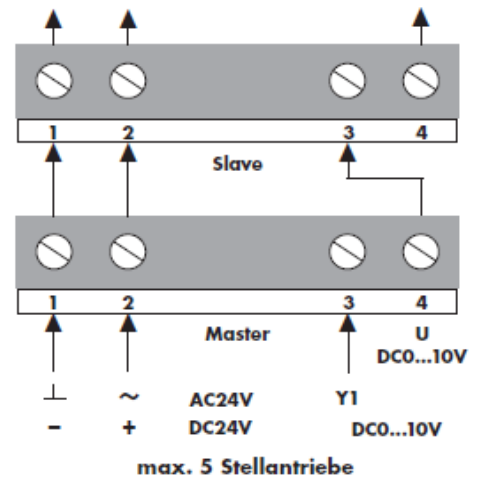 1 2 3 4
Slave
1 2 3 4
Master U
DC0...10V
⊥ ~ AC24V Y1
- + DC24V DC0...10V
max. 5 Stellantriebe